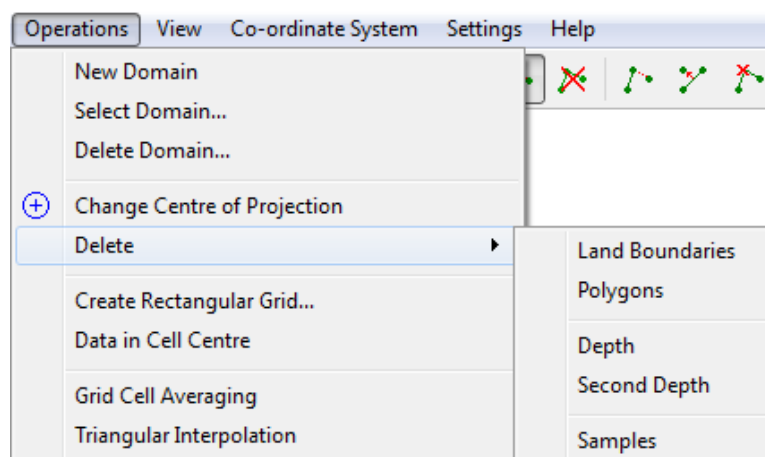 Operations View Co-ordinate System Settings Help
New Domain
Select Domain...
Delete Domain...
Change Centre of Projection
Delete
Land Boundaries
Polygons
Create Rectangular Grid...
Data in Cell Centre
Depth
Second Depth
Grid Cell Averaging
Triangular Interpolation
Samples